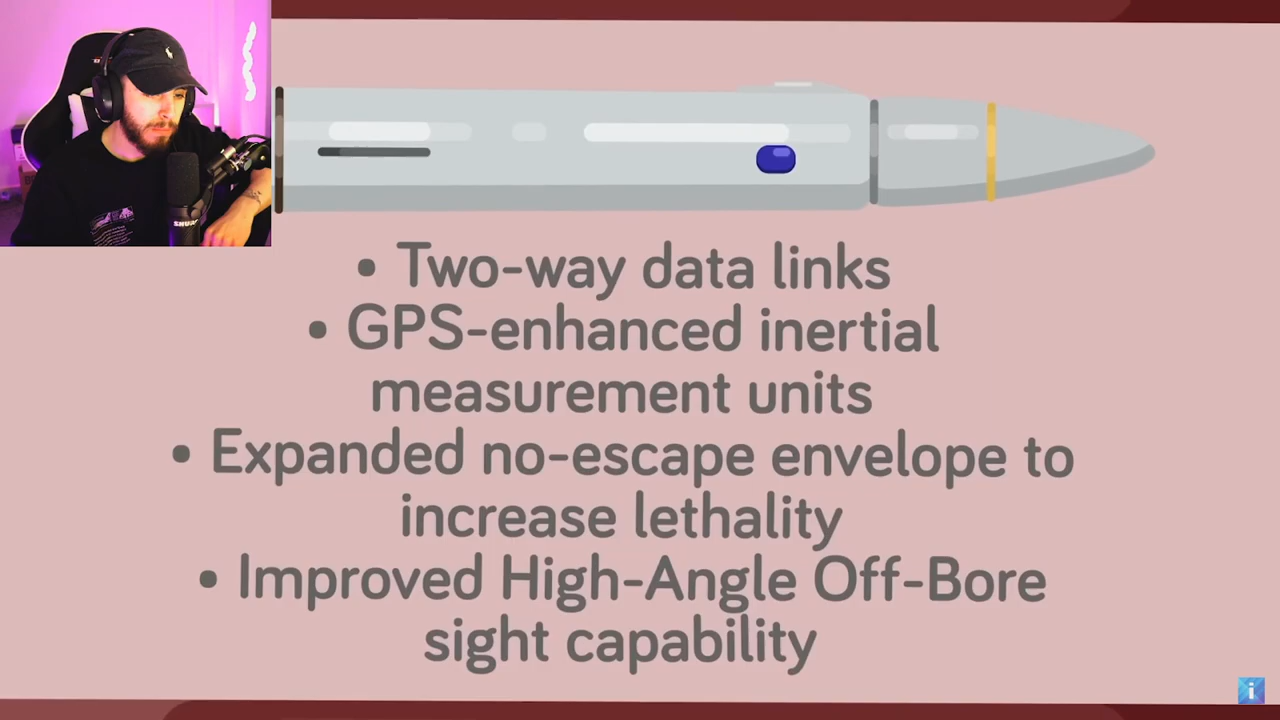 • Two-way data links
• GPS-enhanced inertial
measurement units
• Expanded no-escape envelope to
increase lethality
• Improved High-Angle Off-Bore
sight capability
SHURE
i